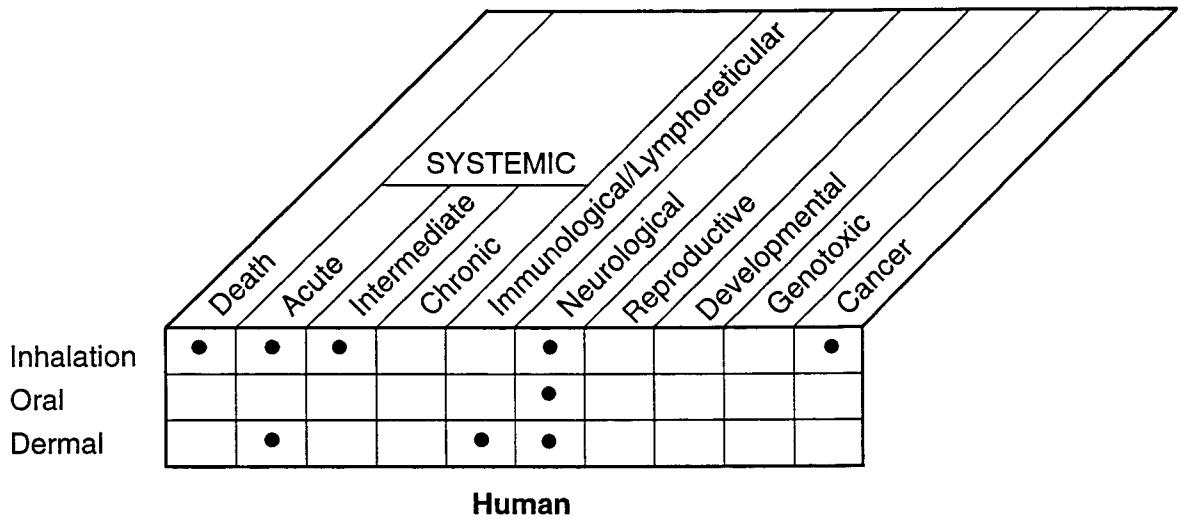 SYSTEMIC
Death
Acute
Intermediate
Chronic
Immunological/Lymphoreticular
Neurological
Reproductive
Developmental
Genotoxic
Cancer
Inhalation
Oral
Dermal
Human